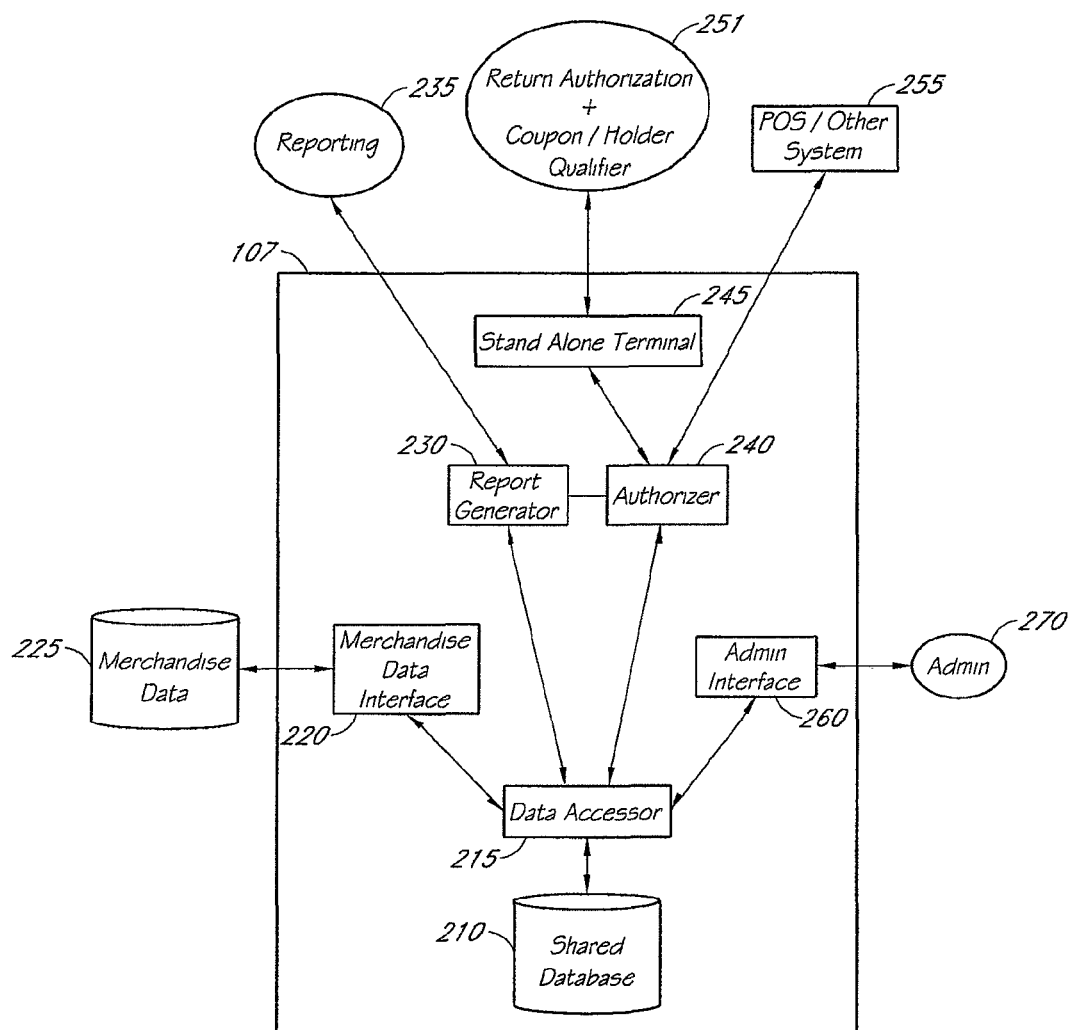 251
Return Authorization
+
Coupon / Holder
Qualifier
235
Reporting
255
POS / Other
System
107
245
Stand Alone Terminal
230
Report
Generator
240
Authorizer
225
Merchandise
Data
Merchandise
Data
Interface
220
Admin
Interface
260
270
Admin
Data Accessor
215
210
Shared
Database